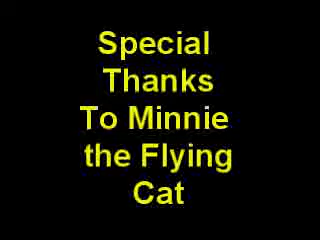 Special
Thanks
To Minnie
the Flying
Cat